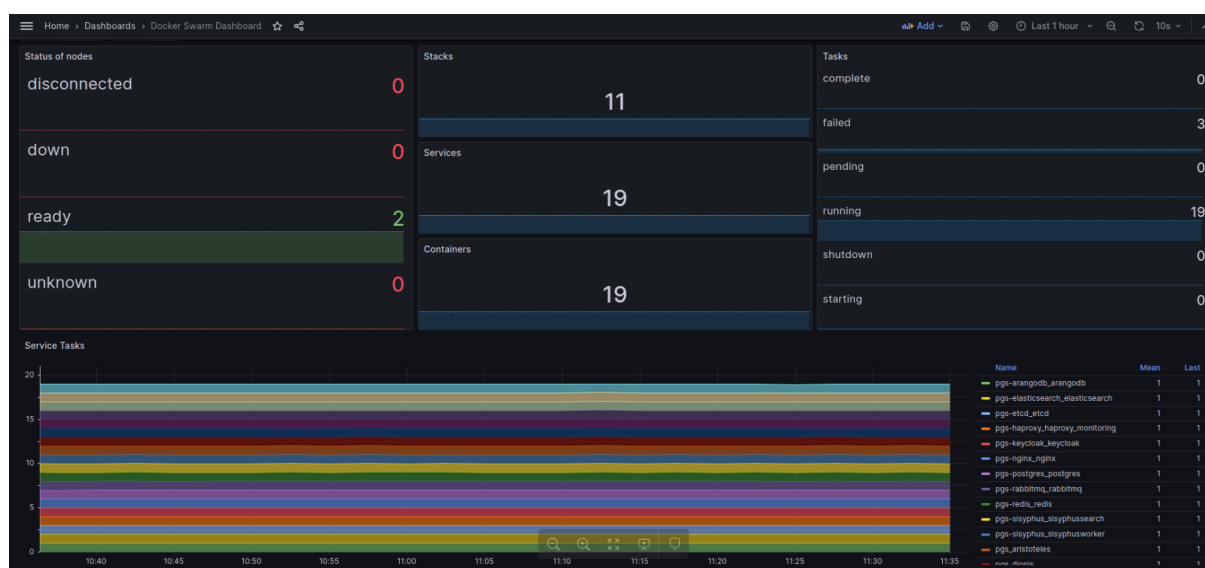 Home › Dashboards › Docker Swarm Dashboard
Add
Last 1 hour
10s
Status of nodes
disconnected 0
down 0
ready 2
unknown 0
Stacks
11
Services
19
Containers
19
Tasks
complete 0
failed 3
pending 0
running 19
shutdown 0
starting 0
Service Tasks
20
15
10
5
0
10:40 10:45 10:50 10:55 11:00 11:05 11:10 11:15 11:20 11:25 11:30 11:35
Name Mean Last
pgs-arangodb_arangodb 1 1
pgs-elasticsearch_elasticsearch 1 1
pgs-etcd_etcd 1 1
pgs-haproxy_haproxy_monitoring 1 1
pgs-keycloak_keycloak 1 1
pgs-nginx_nginx 1 1
pgs-postgres_postgres 1 1
pgs-rabbitmq_rabbitmq 1 1
pgs-redis_redis 1 1
pgs-sisyphus_sisyphussearch 1 1
pgs-sisyphus_sisyphusworker 1 1
pgs_aristoteles 1 1